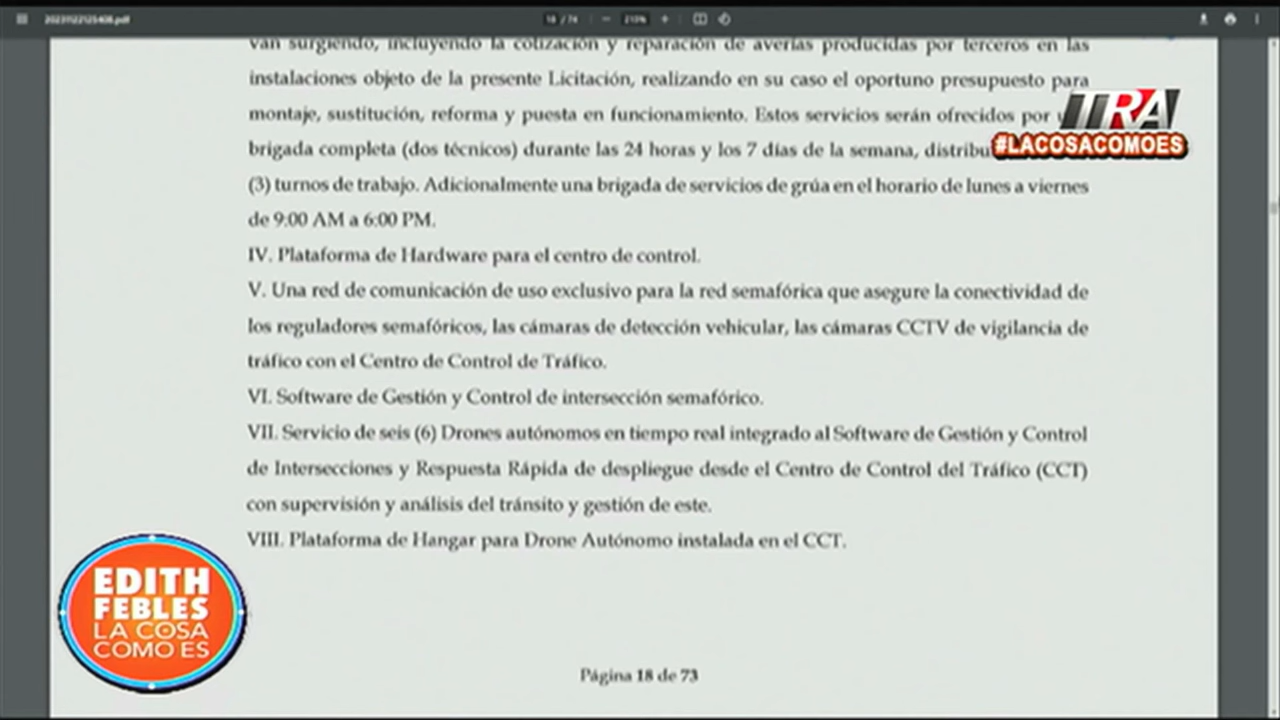 20231122125408.pdf
18 / 74
210%
van surgiendo, incluyendo la cotización y reparación de averías producidas por terceros en las
instalaciones objeto de la presente Licitación, realizando en su caso el oportuno presupuesto para
montaje, sustitución, reforma y puesta en funcionamiento. Estos servicios serán ofrecidos por
TRA
#LACOSACOMOES
brigada completa (dos técnicos) durante las 24 horas y los 7 días de la semana,
(3) turnos de trabajo. Adicionalmente una brigada de servicios de grúa en el horario de lunes a viernes
de 9:00 AM a 6:00 PM.
IV. Plataforma de Hardware para el centro de control.
V. Una red de comunicación de uso exclusivo para la red semafórica que asegure la conectividad de
los reguladores semafóricos, las cámaras de detección vehicular, las cámaras CCTV de vigilancia de
tráfico con el Centro de Control de Tráfico.
VI. Software de Gestión y Control de intersección semafórico.
VII. Servicio de seis (6) Drones autónomos en tiempo real integrado al Software de Gestión y Control
de Intersecciones y Respuesta Rápida de despliegue desde el Centro de Control del Tráfico (CCT)
con supervisión y análisis del tránsito y gestión de este.
VIII. Plataforma de Hangar para Drone Autónomo instalada en el CCT.
EDITH
FEBLES
LA COSA
COMO ES
Página 18 de 73